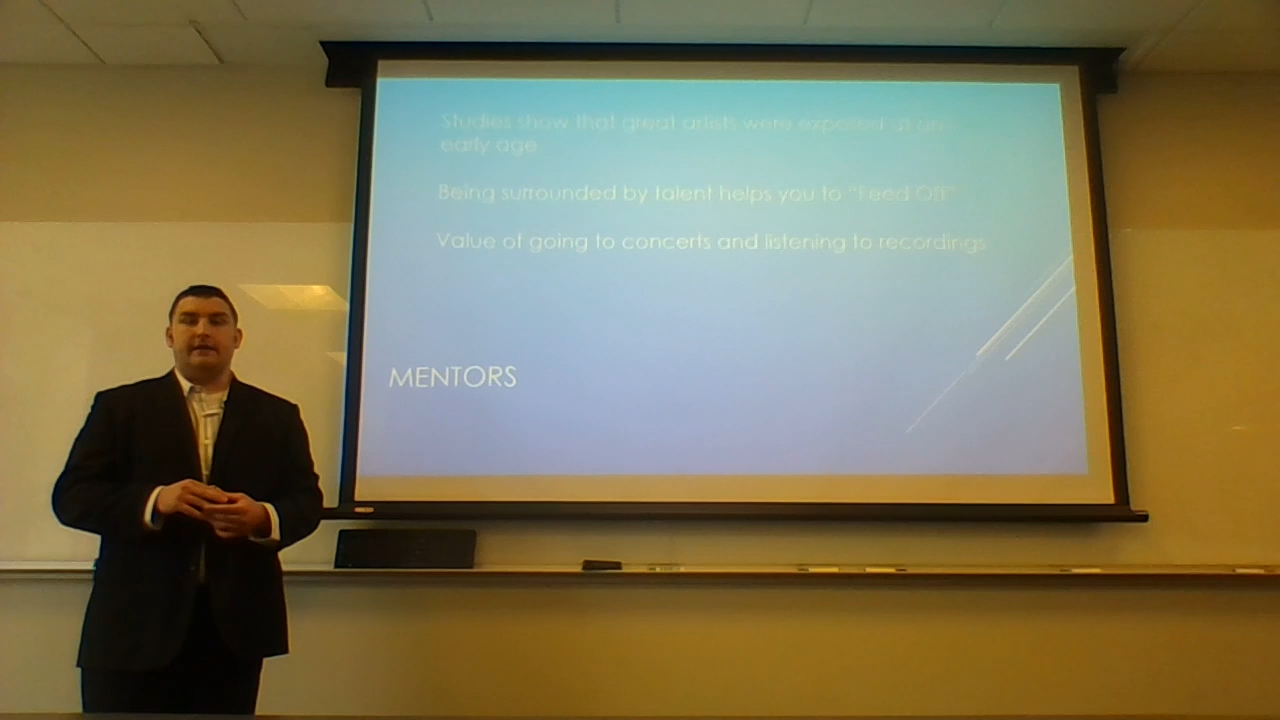 Studies show that great artists were exposed at an
early age
Being surrounded by talent helps you to "Feed Off"
Value of going to concerts and listening to recordings
MENTORS